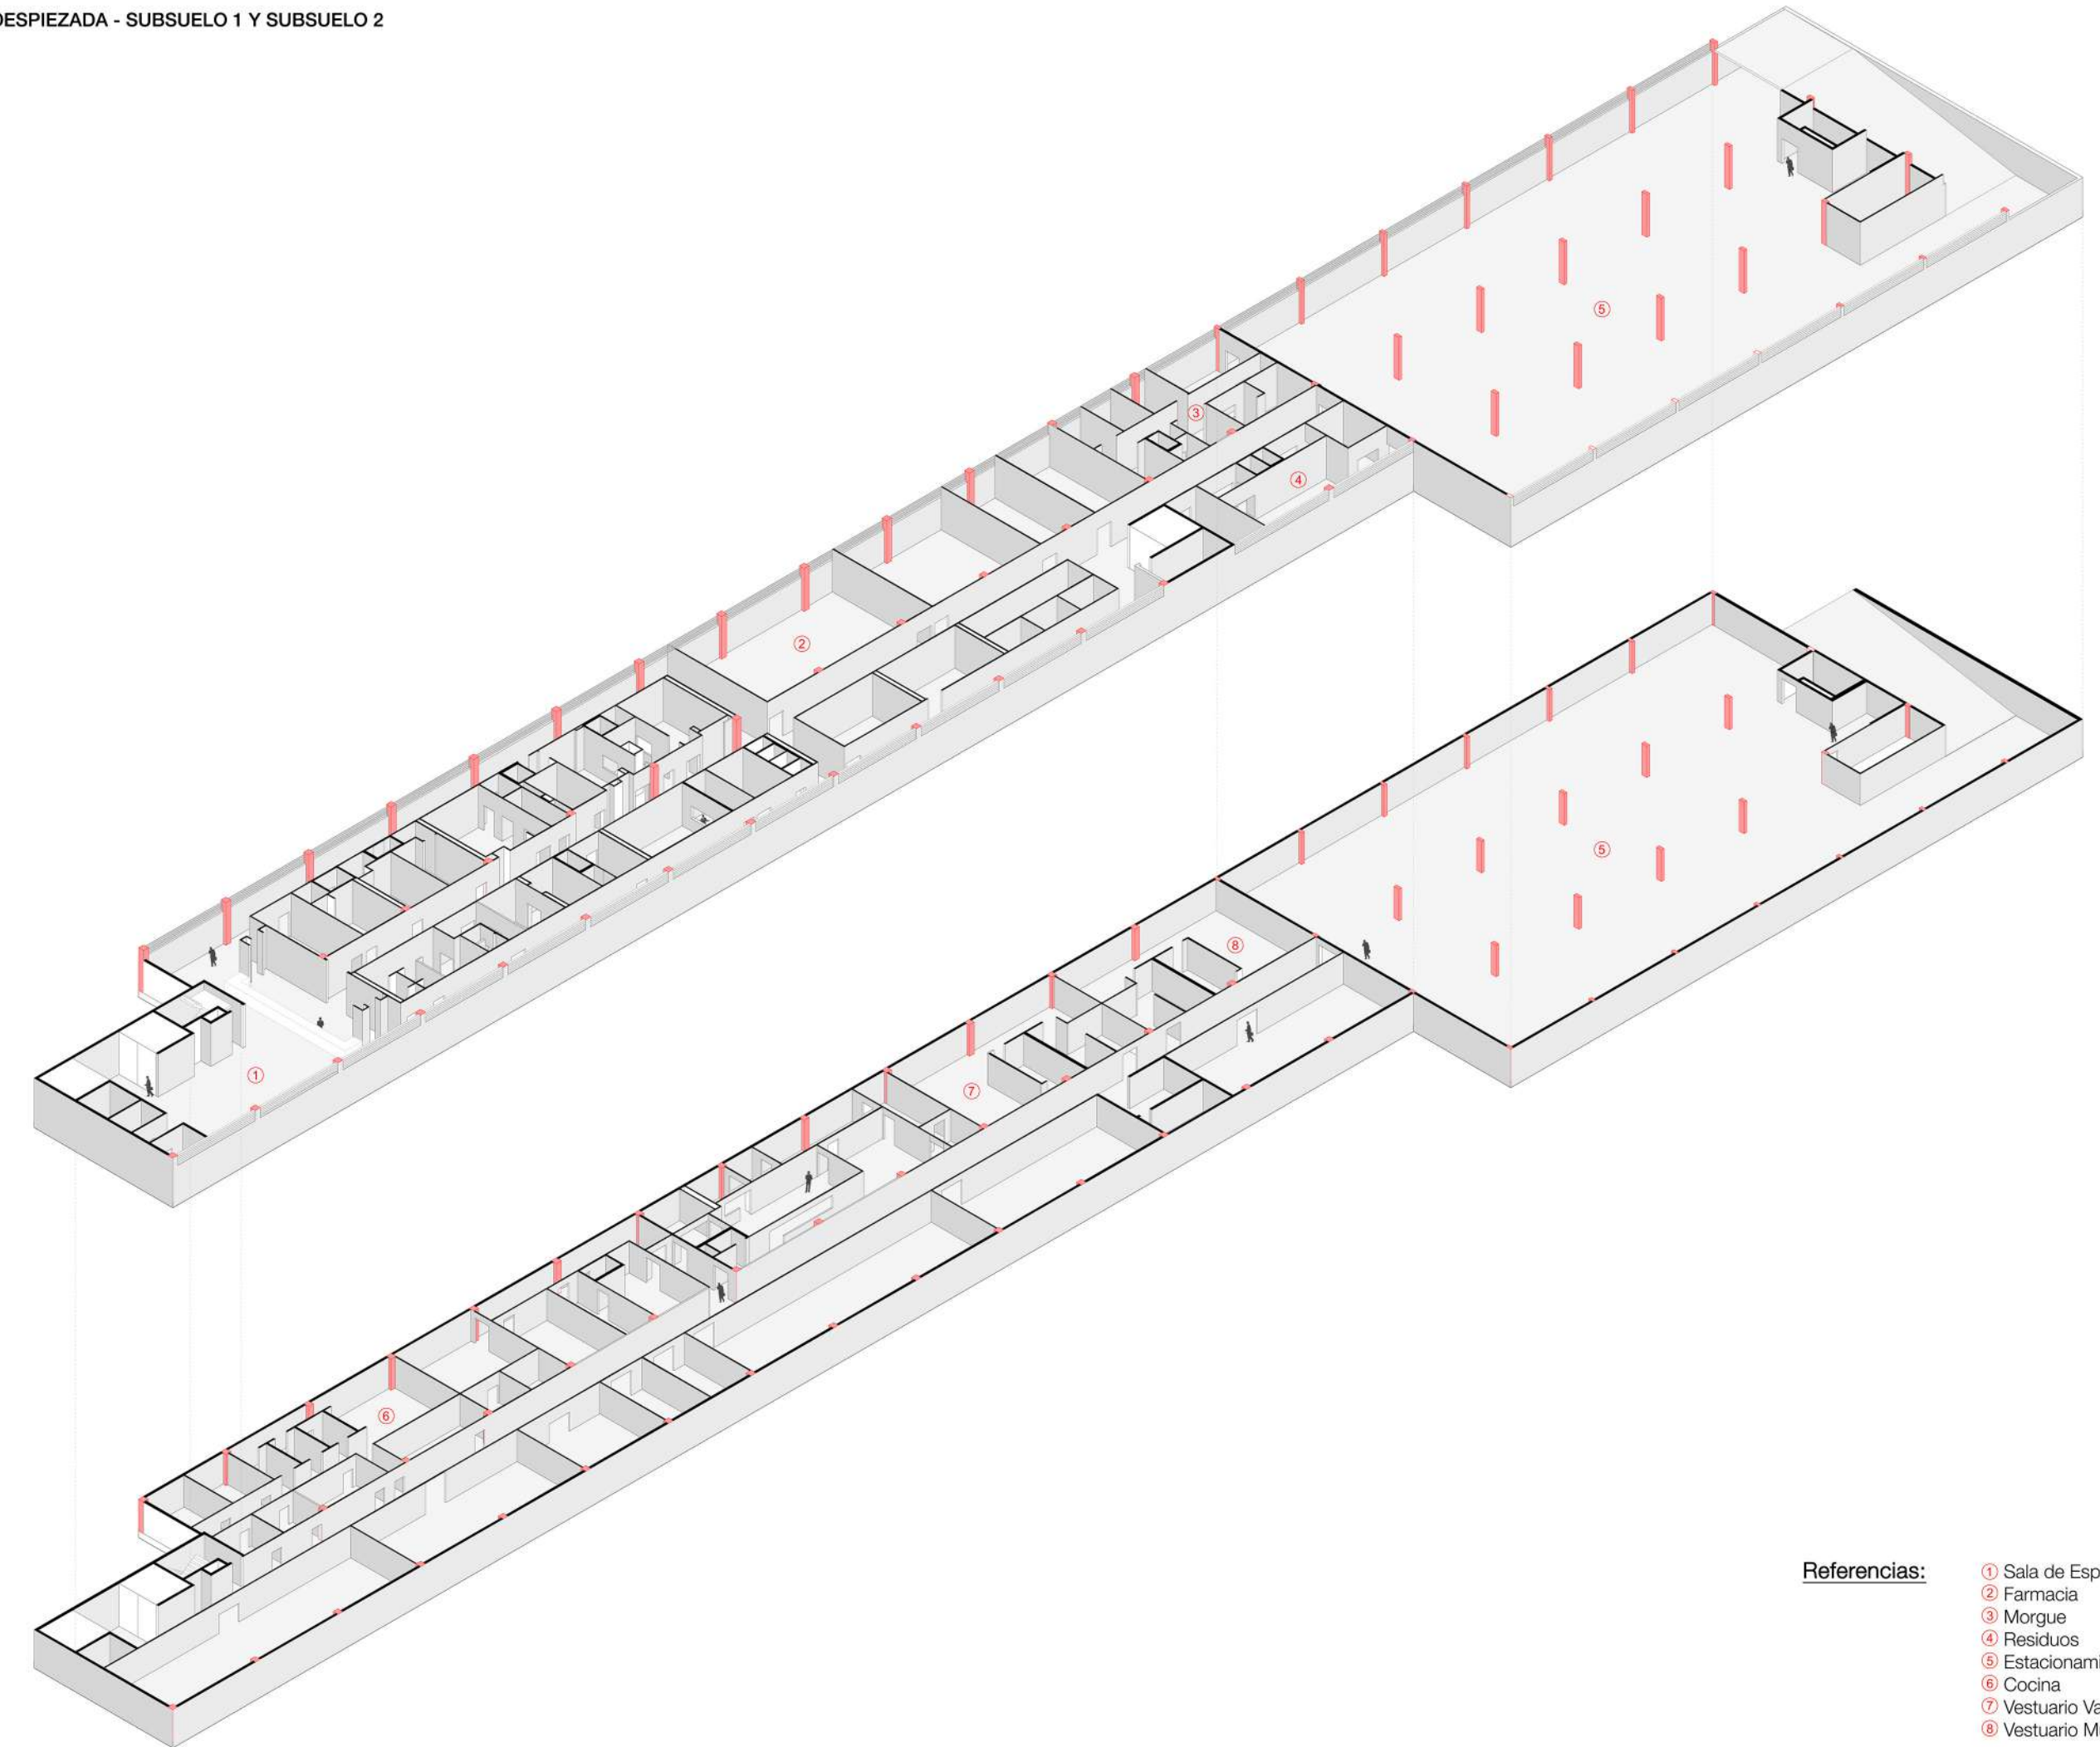 DESPIEZADA - SUBSUELO 1 Y SUBSUELO 2
5
3
4
2
1
5
8
7
6
Referencias:
1 Sala de Esp
2 Farmacia
3 Morgue
4 Residuos
5 Estacionami
6 Cocina
7 Vestuario Va
8 Vestuario M